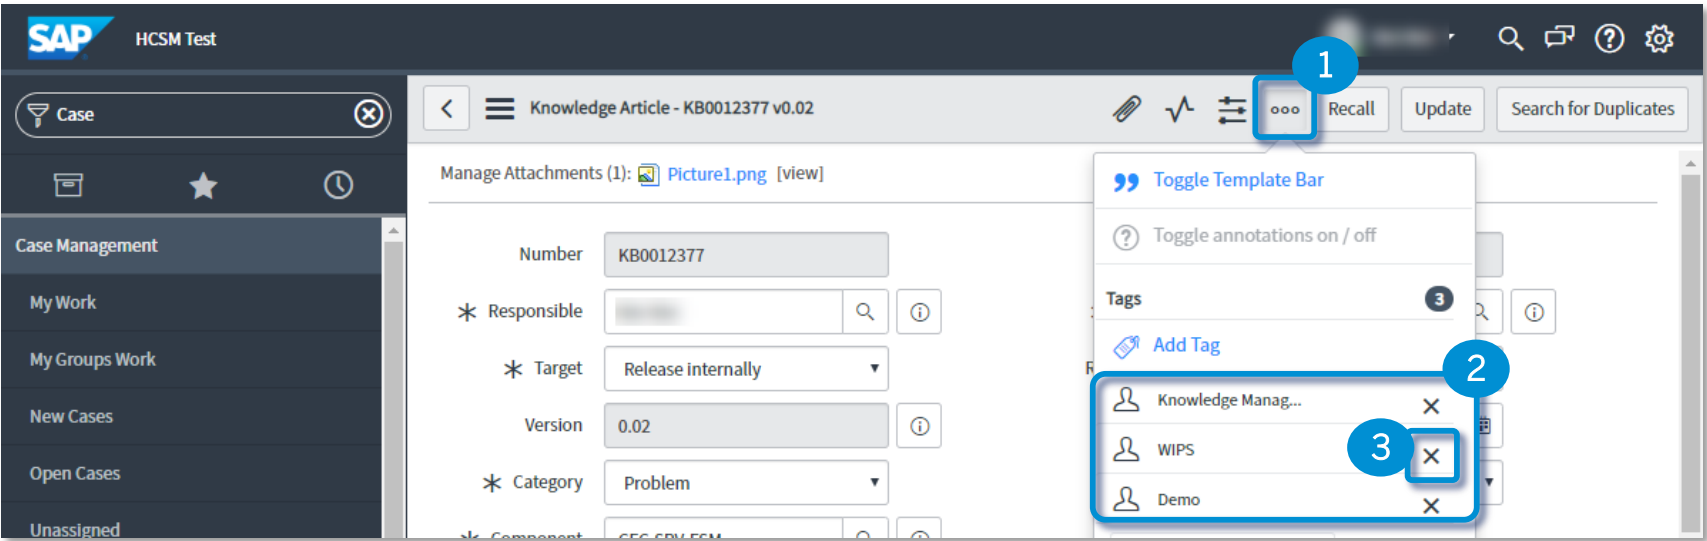 SAP HCSM Test
1
Case
Knowledge Article - KB0012377 v0.02
Recall
Update
Search for Duplicates
Manage Attachments (1): Picture1.png [view]
Toggle Template Bar
Toggle annotations on / off
Case Management
My Work
My Groups Work
New Cases
Open Cases
Unassigned
Number KB0012377
Responsible
Target Release internally
Version 0.02
Category Problem
Component
Tags 3
Add Tag
2
Knowledge Manag...
WIPS
3
Demo